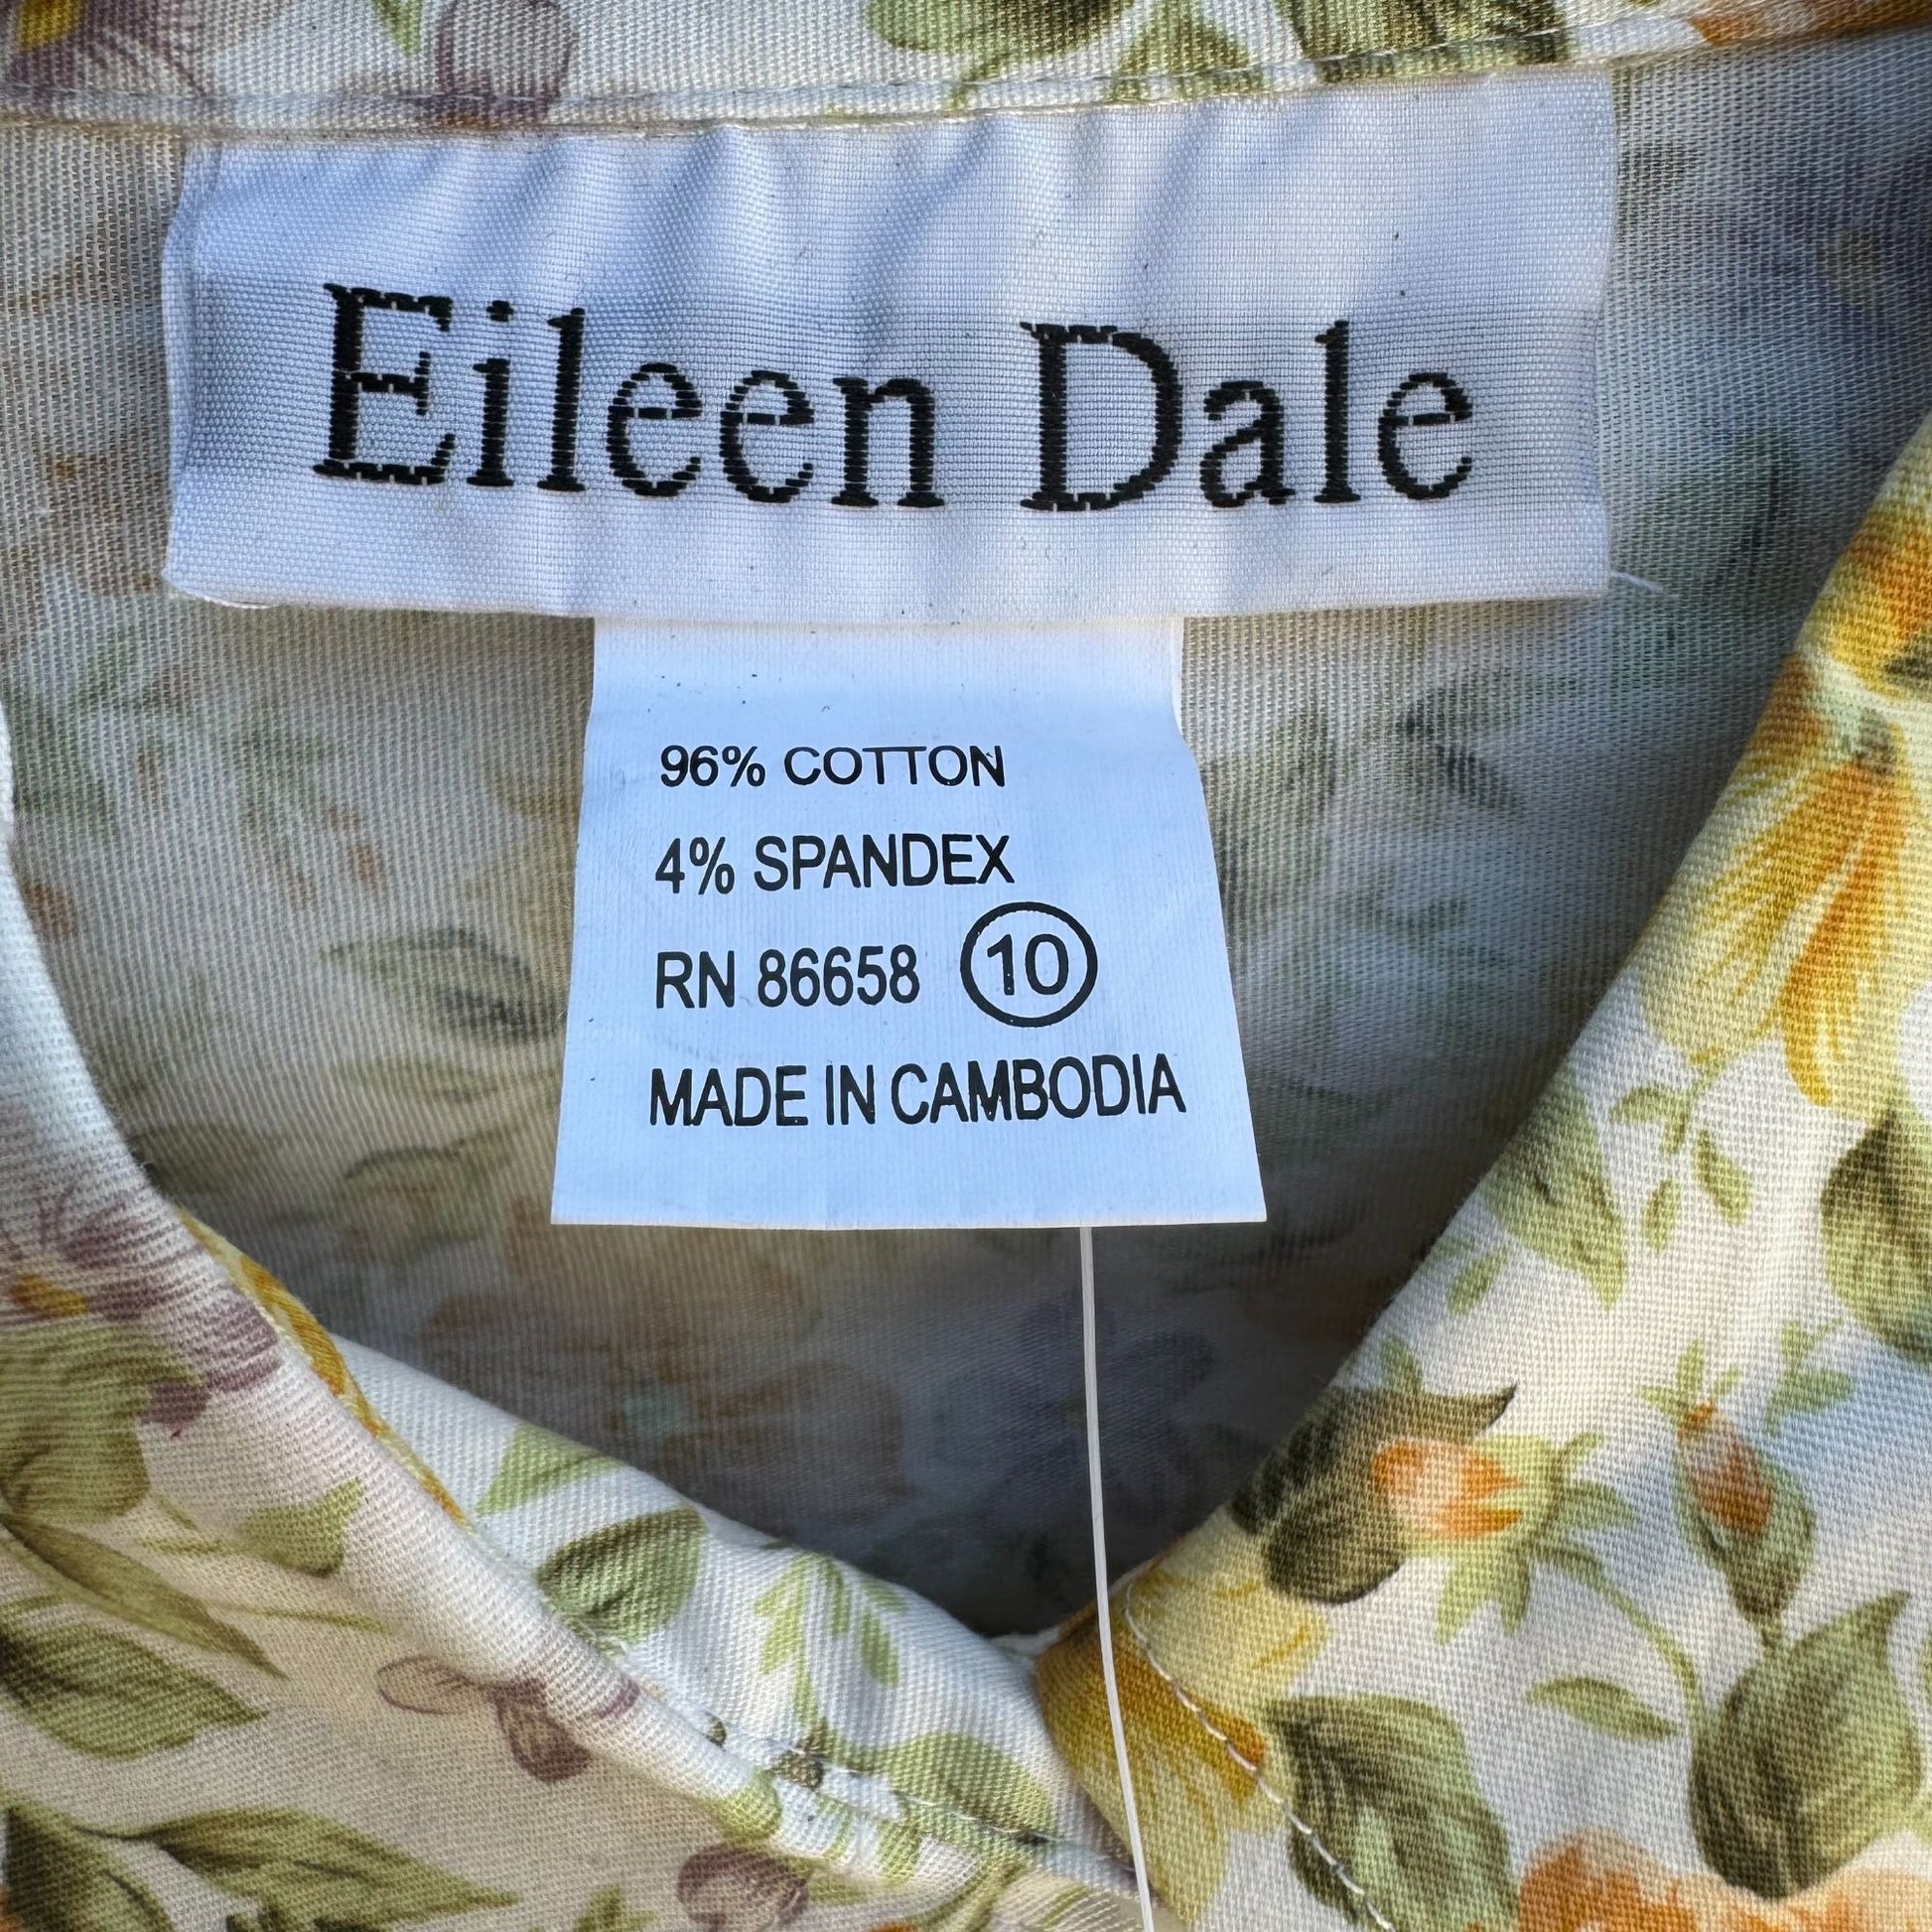 Eileen Dale
96% COTTON
4% SPANDEX
RN 86658 10
MADE IN CAMBODIA